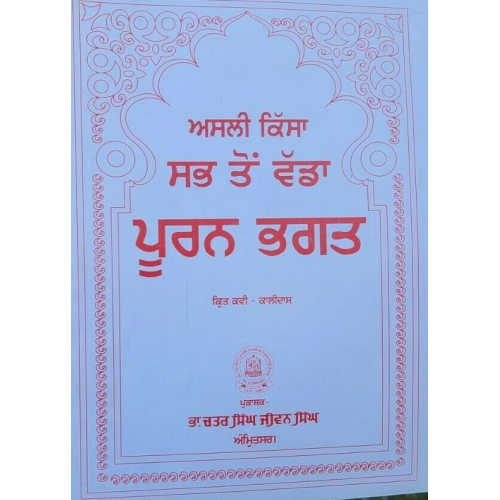 ਅਸਲੀ ਕਿੱਸਾ
ਸਭ ਤੋਂ ਵੱਡਾ
ਪੂਰਨ ਭਗਤ
ਕ੍ਰਿਤ ਕਵੀ - ਕਾਲੀਦਾਸ
ਪ੍ਰਕਾਸ਼ਕ-
ਭਾ. ਚਤਰ ਸਿੰਘ ਜੀਵਨ ਸਿੰਘ
ਅੰਮ੍ਰਿਤਸਰ।